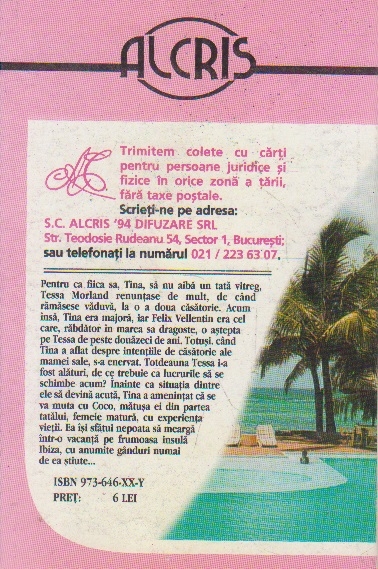 ALCRIS
Trimitem colete cu cărți
pentru persoane juridice și
fizice în orice zonă a țării,
fără taxe poștale.
Scrieți-ne pe adresa:
S.C. ALCRIS '94 DIFUZARE SRL
Str. Teodosie Rudeanu 54, Sector 1, București;
sau telefonați la numărul 021 / 223 63 07.
Pentru ca fiica sa, Tina, să nu aibă un tată vitreg,
Tessa Morland renunțase de mult, de când
rămăsese văduvă, la o a doua căsătorie. Acum
însă, Tina era majoră, iar Felix Vellentin era cel
care, răbdător în marea sa dragoste, o aștepta
pe Tessa de peste douăzeci de ani. Totuși, când
Tina a aflat despre intențiile de căsătorie ale
mamei sale, s-a enervat. Totdeauna Tessa i-a
fost alături, de ce trebuie ca lucrurile să se
schimbe acum? Înainte ca situația dintre
ele să devină acută, Tina a amenințat că se
va muta cu Coco, mătușa ei din partea
tatălui, femeie matură, cu experiența
vieții. Ea își sfătui nepoata să meargă
într-o vacanță pe frumoasa insulă
Ibiza, cu anumite gânduri numai
de ea știute...
ISBN 973-646-XX-Y
PREȚ: 6 LEI